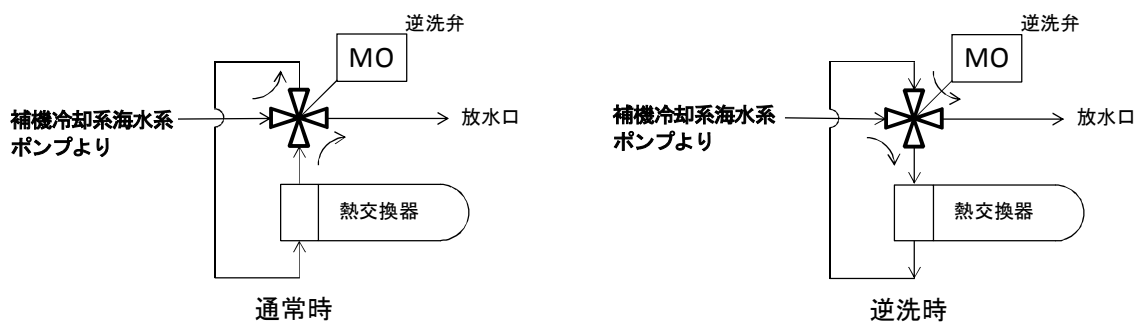 逆洗弁
MO
補機冷却系海水系
ポンプより
放水口
熱交換器
通常時
逆洗弁
MO
補機冷却系海水系
ポンプより
放水口
熱交換器
逆洗時